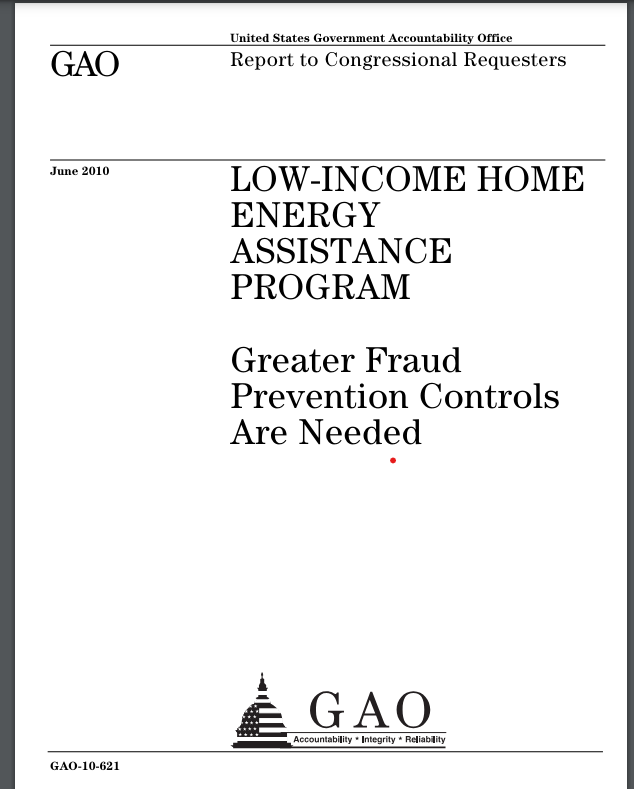 United States Government Accountability Office
GAO
Report to Congressional Requesters
June 2010
LOW-INCOME HOME
ENERGY
ASSISTANCE
PROGRAM
Greater Fraud
Prevention Controls
Are Needed
GAO
Accountability * Integrity * Reliability
GAO-10-621